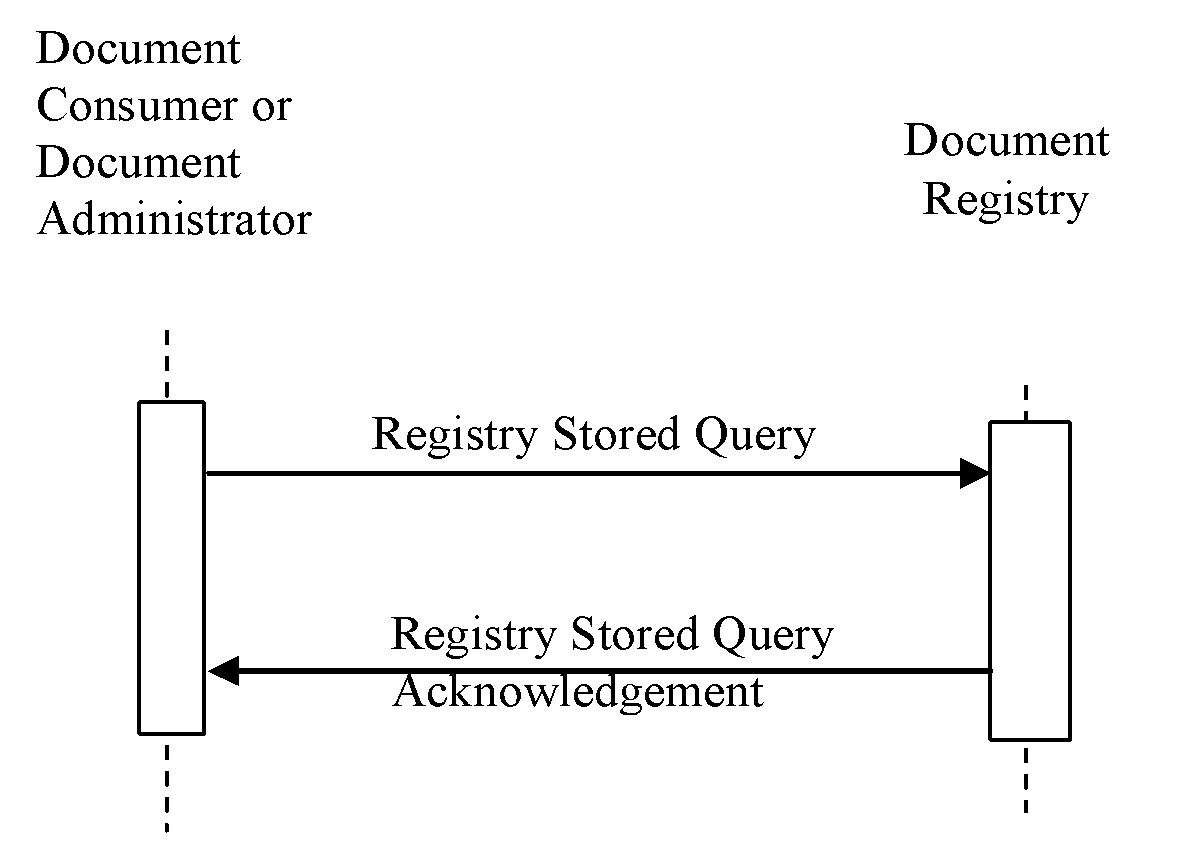 Document
Consumer or
Document
Administrator
Document
Registry
Registry Stored Query
Registry Stored Query
Acknowledgement